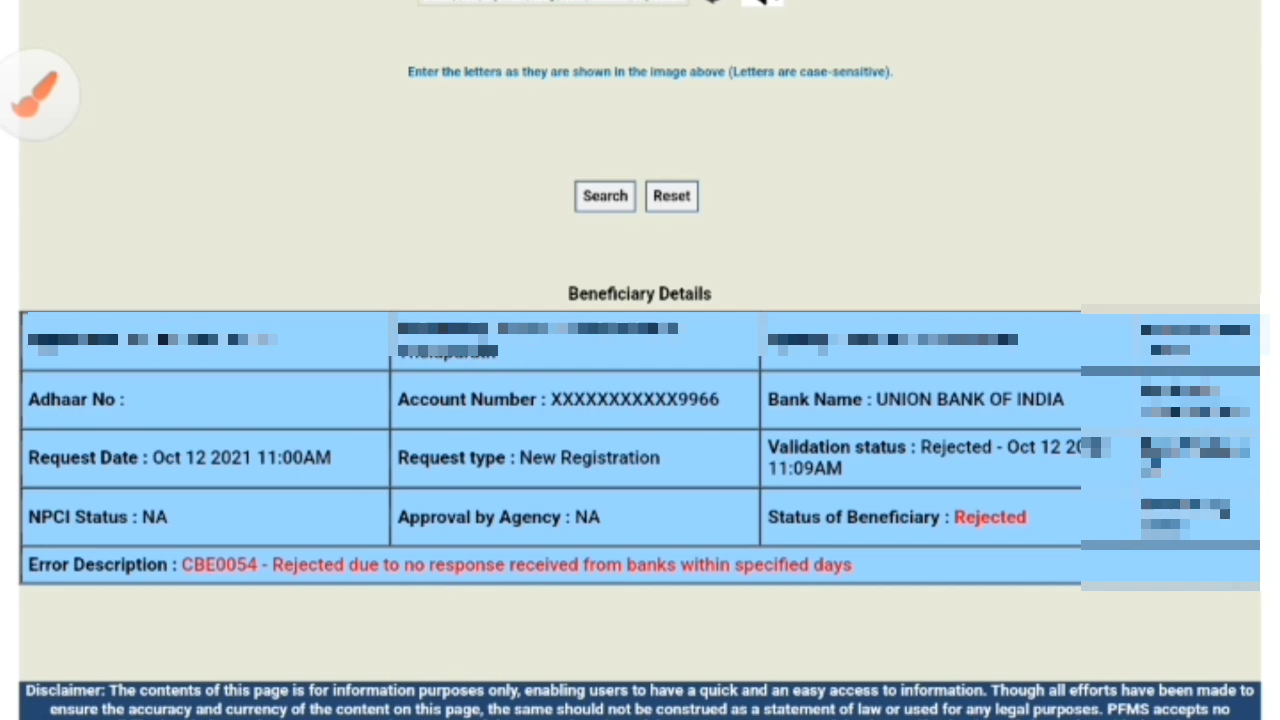 Enter the letters as they are shown in the image above (Letters are case-sensitive).
Search Reset
Beneficiary Details
Adhaar No : Account Number : XXXXXXXXXXX9966 Bank Name : UNION BANK OF INDIA
Request Date : Oct 12 2021 11:00AM Request type : New Registration Validation status : Rejected - Oct 12
11:09AM
NPCI Status : NA Approval by Agency : NA Status of Beneficiary : Rejected
Error Description : CBE0054 - Rejected due to no response received from banks within specified days
Disclaimer: The contents of this page is for information purposes only, enabling users to have a quick and an easy access to information. Though all efforts have been made to
ensure the accuracy and currency of the content on this page, the same should not be construed as a statement of law or used for any legal purposes. PFMS accepts no